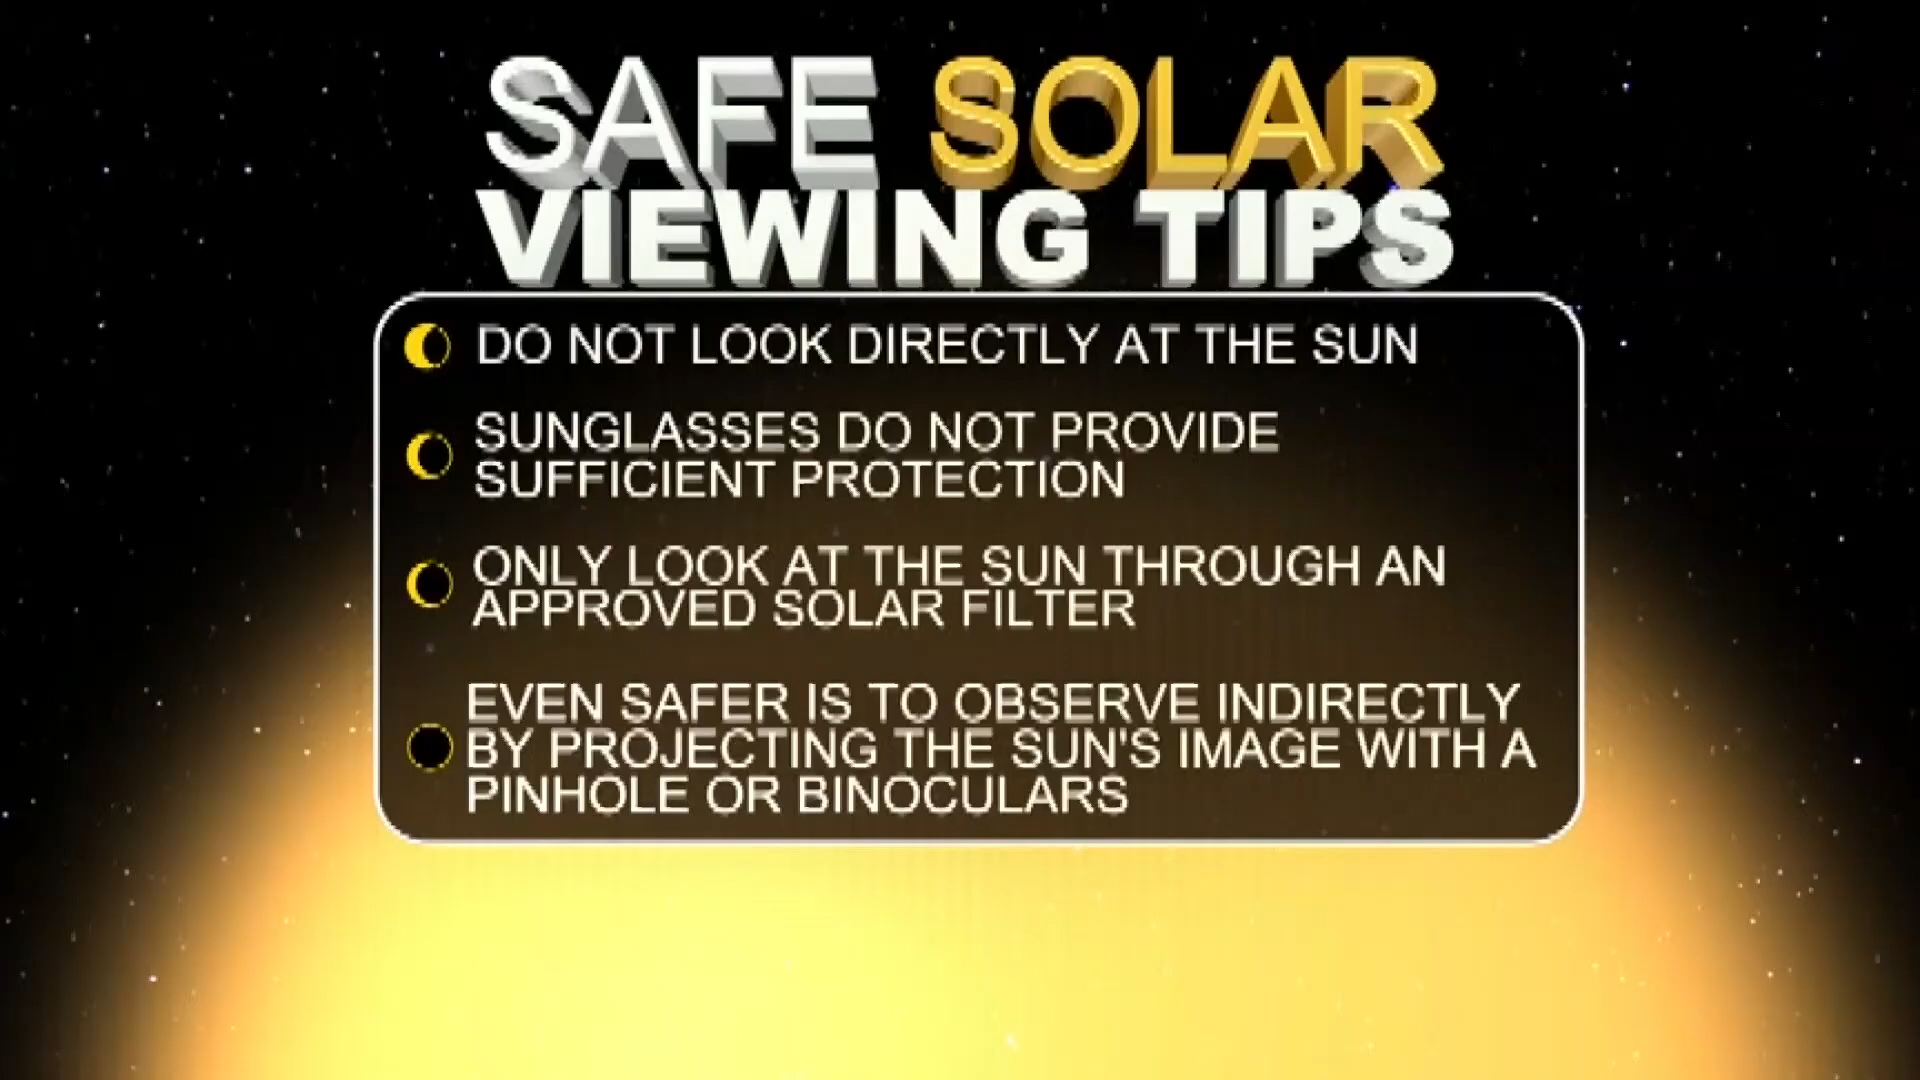 SAFE SOLAR
VIEWING TIPS
DO NOT LOOK DIRECTLY AT THE SUN
SUNGLASSES DO NOT PROVIDE
SUFFICIENT PROTECTION
ONLY LOOK AT THE SUN THROUGH AN
APPROVED SOLAR FILTER
EVEN SAFER IS TO OBSERVE INDIRECTLY
BY PROJECTING THE SUN'S IMAGE WITH A
PINHOLE OR BINOCULARS